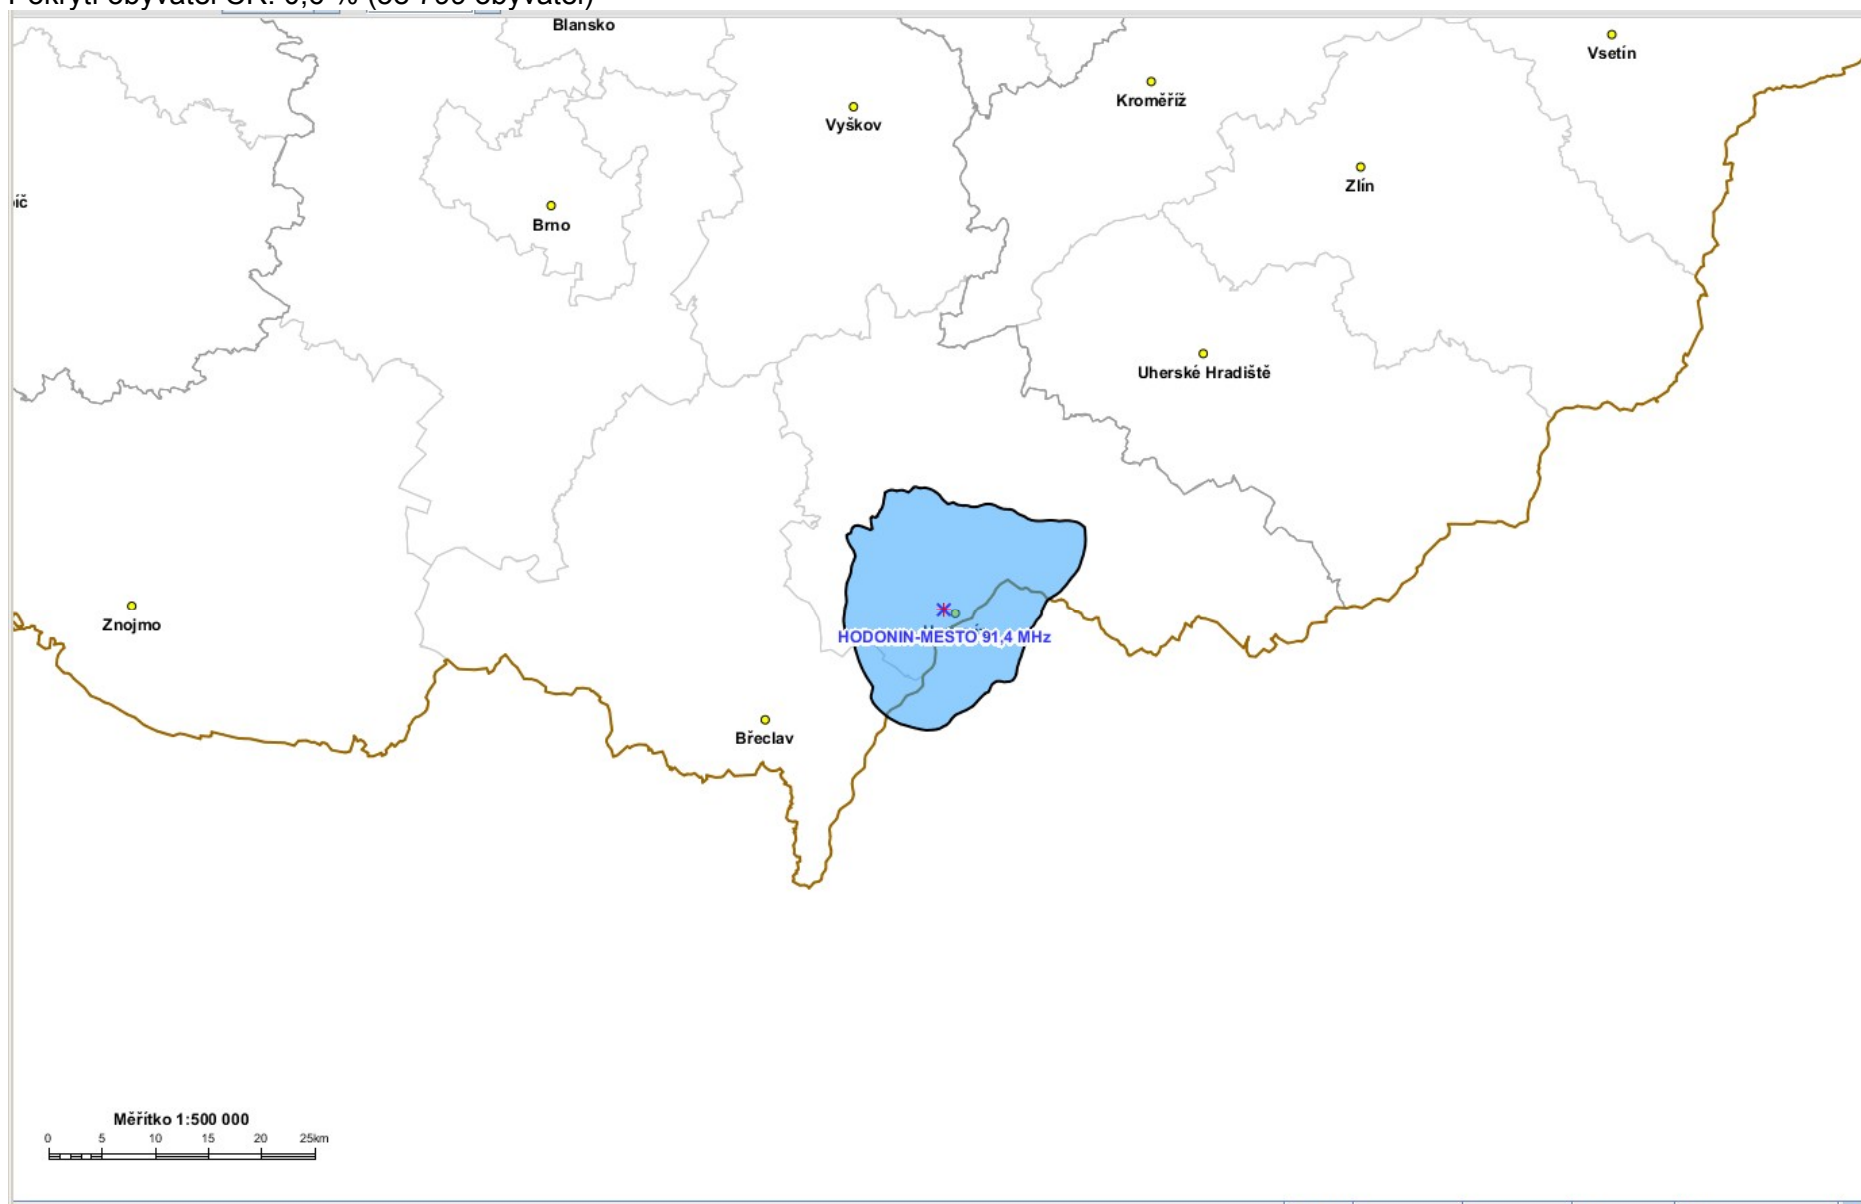 Blansko
Vsetín
Kroměříž
Vyškov
Zlín
íč
Brno
Uherské Hradiště
Znojmo
HODONIN-MESTO 91,4 MHz
Břeclav
Měřítko 1:500 000
0 5 10 15 20 25km